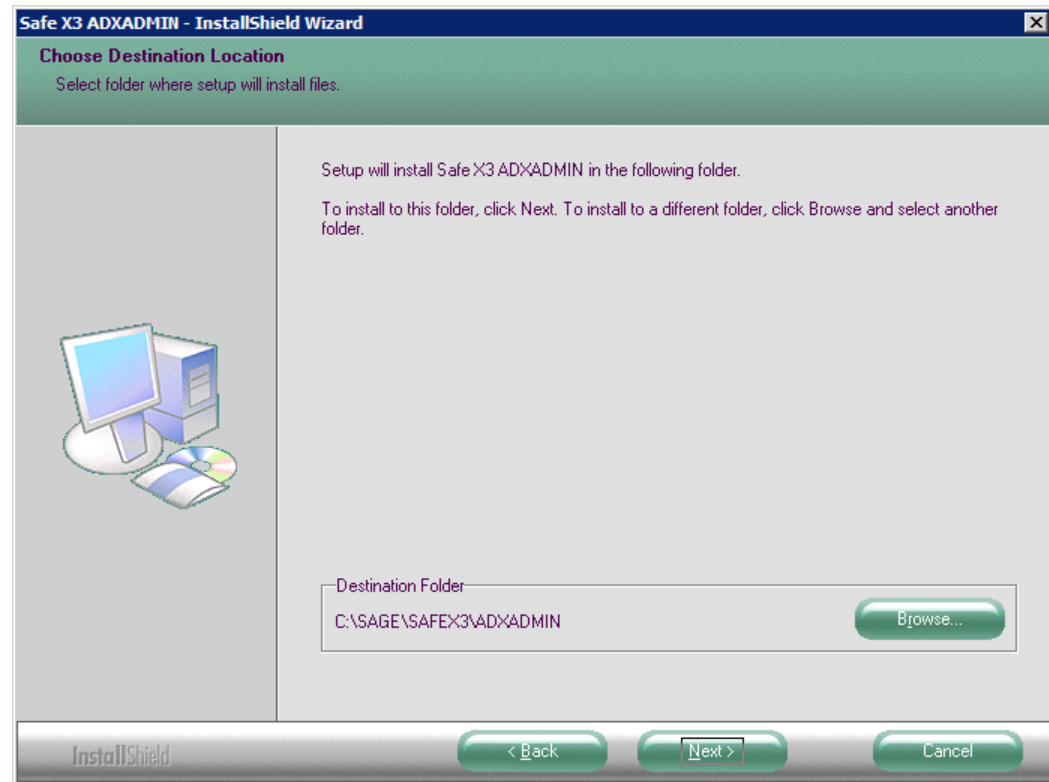 Safe X3 ADXADMIN - InstallShield Wizard
Choose Destination Location
Select folder where setup will install files.
Setup will install Safe X3 ADXADMIN in the following folder.
To install to this folder, click Next. To install to a different folder, click Browse and select another
folder.
Destination Folder
C:\SAGE\SAFEX3\ADXADMIN
Browse...
InstallShield
< Back
Next >
Cancel